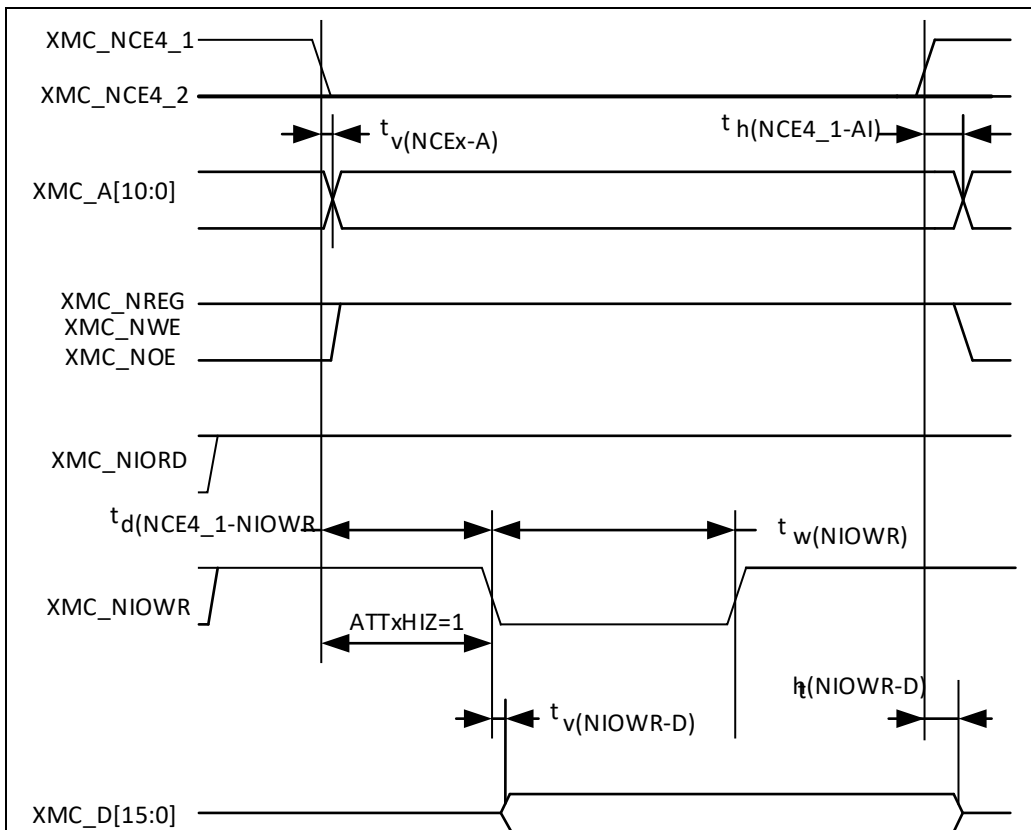 XMC_NCE4_1
XMC_NCE4_2
t v(NCEx-A)
t h(NCE4_1-AI)
XMC_A[10:0]
XMC_NREG
XMC_NWE
XMC_NOE
XMC_NIORD
t d(NCE4_1-NIOWR
t w(NIOWR)
XMC_NIOWR
ATTxHIZ=1
t h(NIOWR-D)
t v(NIOWR-D)
XMC_D[15:0]